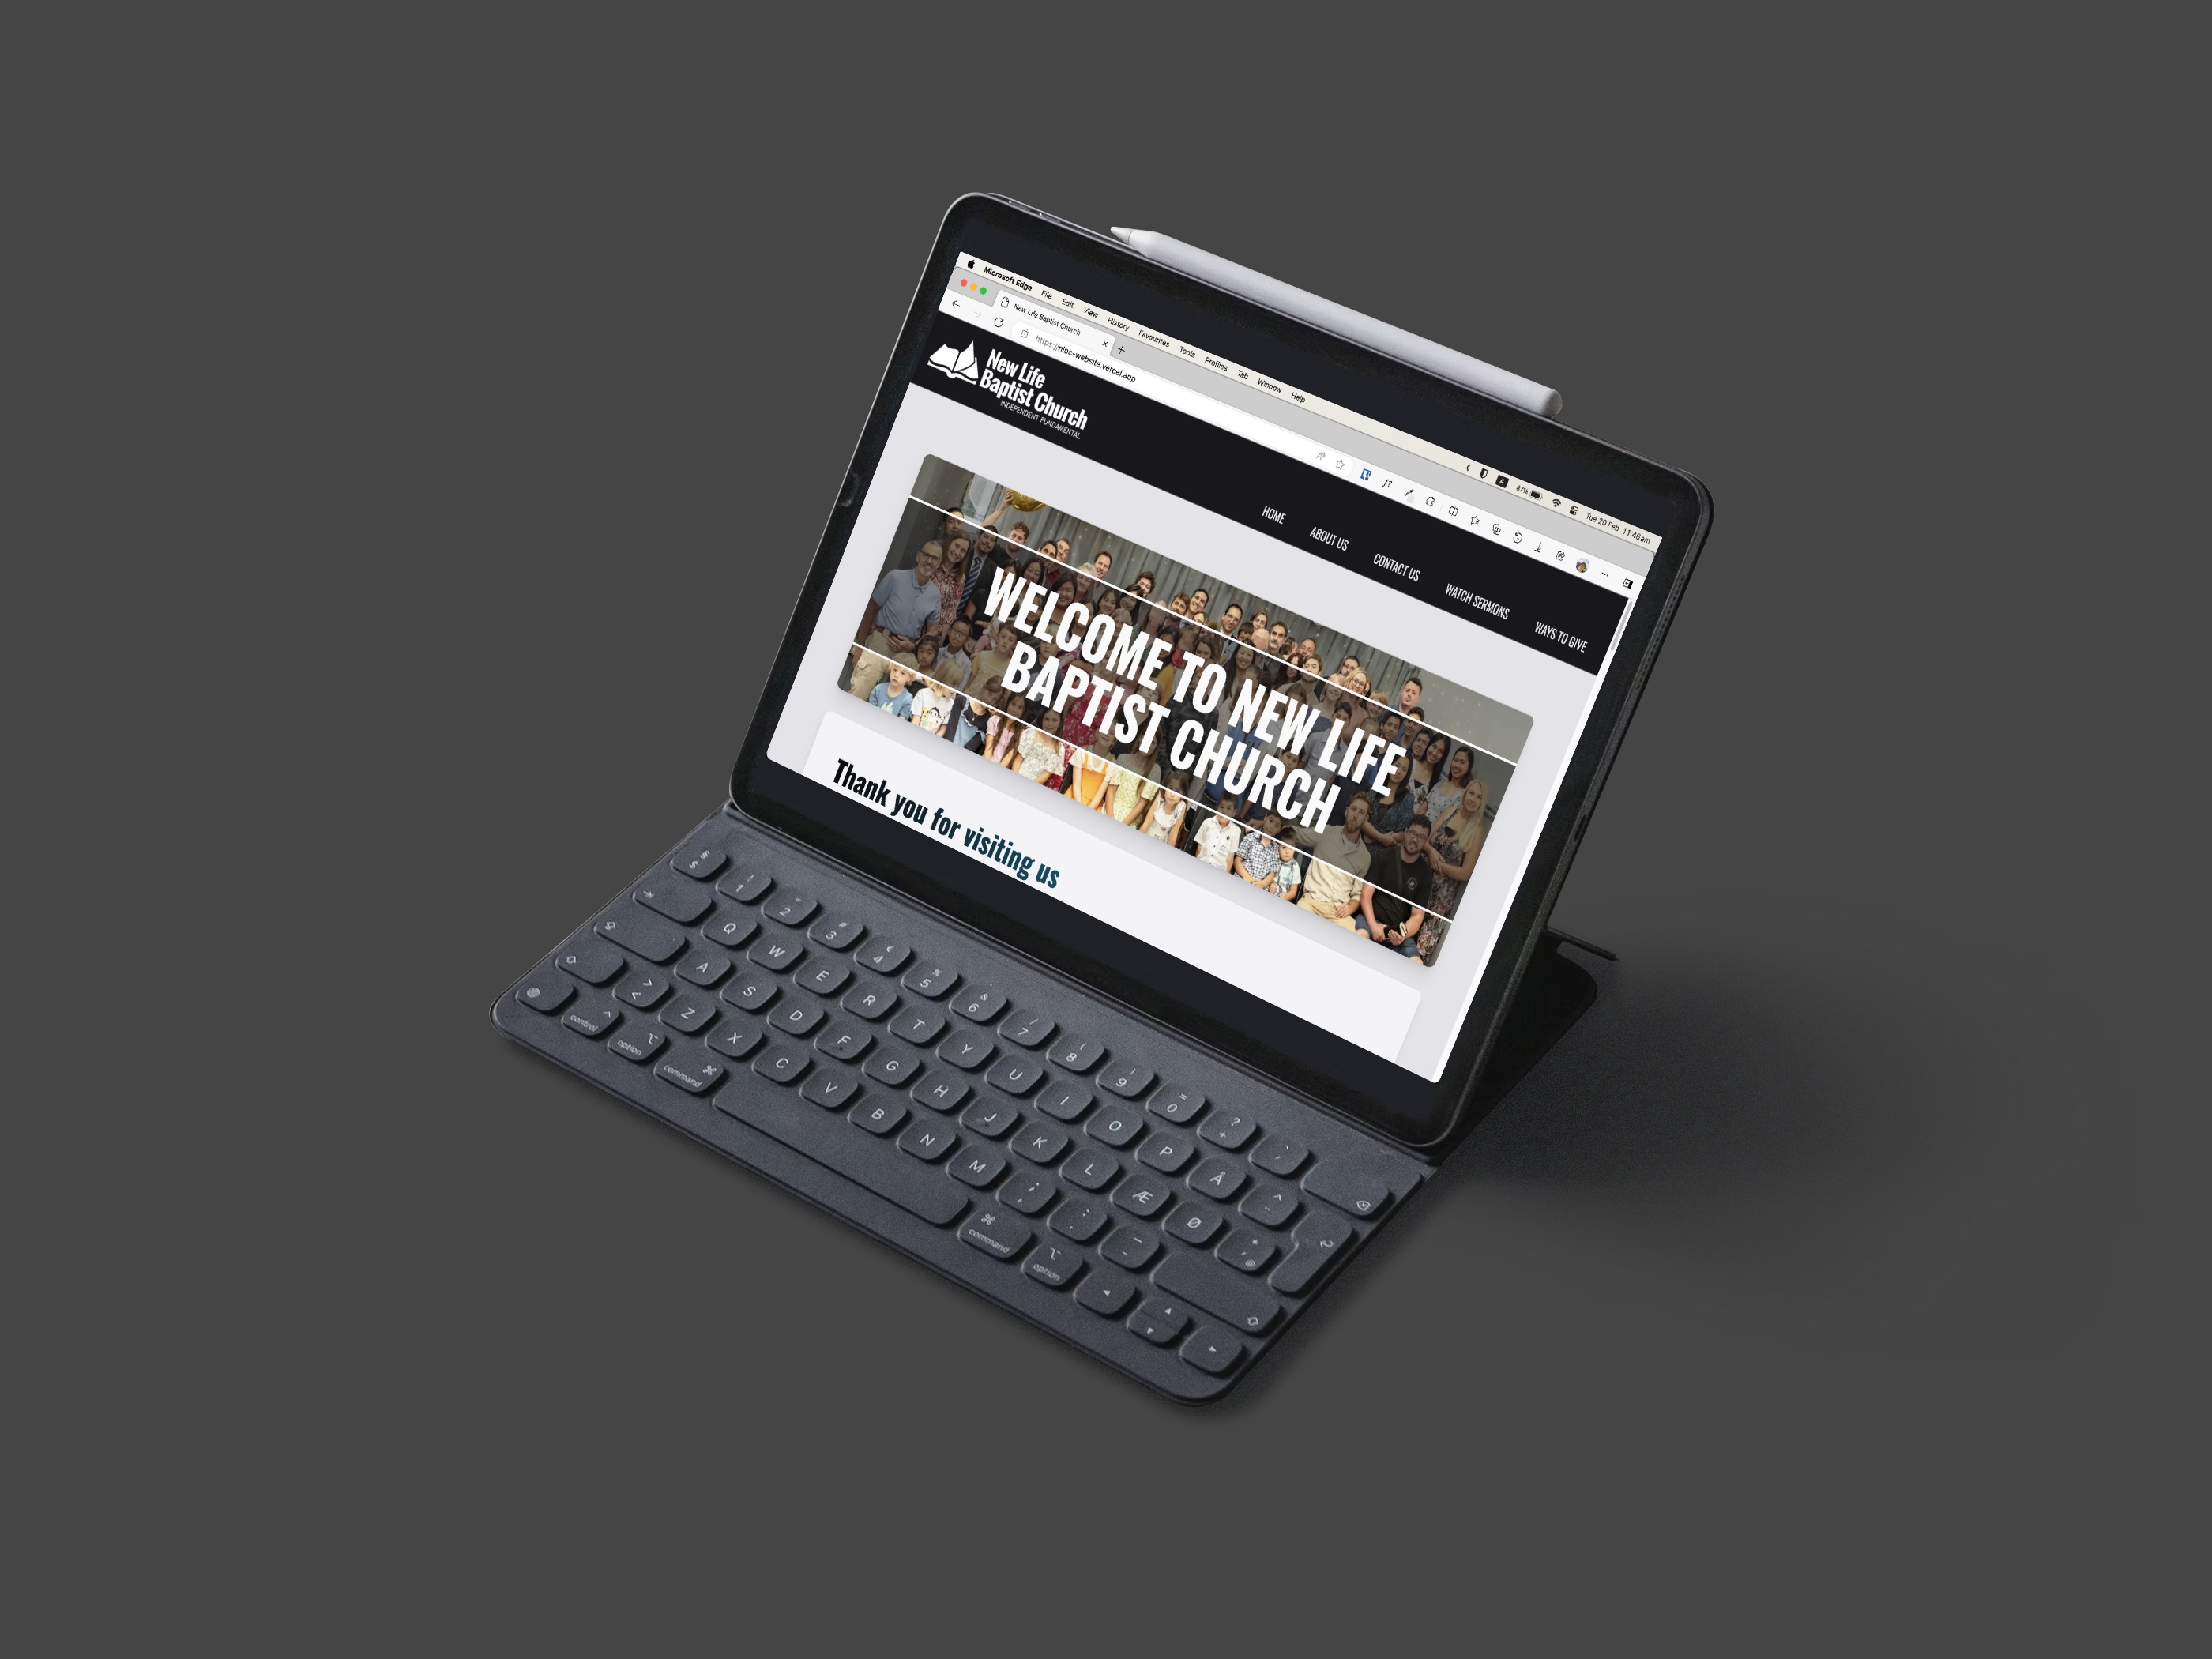 Microsoft Edge File Edit View History Favourites Tools Profiles Tab Window Help 87% Tue 20 Feb 11:46am
New Life Baptist Church
https://nlbc-website.vercel.app
New Life
Baptist Church
INDEPENDENT FUNDAMENTAL
HOME ABOUT US CONTACT US WATCH SERMONS WAYS TO GIVE
WELCOME TO NEW LIFE
BAPTIST CHURCH
Thank you for visiting us
§ $ ! 1 " 2 # 3 € 4 % 5 & 6 / 7 ( 8 ) 9 = 0 ? + `
Q W E R T Y U I O P Å ^
A S D F G H J K L Æ Ø *
> < Z X C V B N M ; , : . _ -
control option command command option